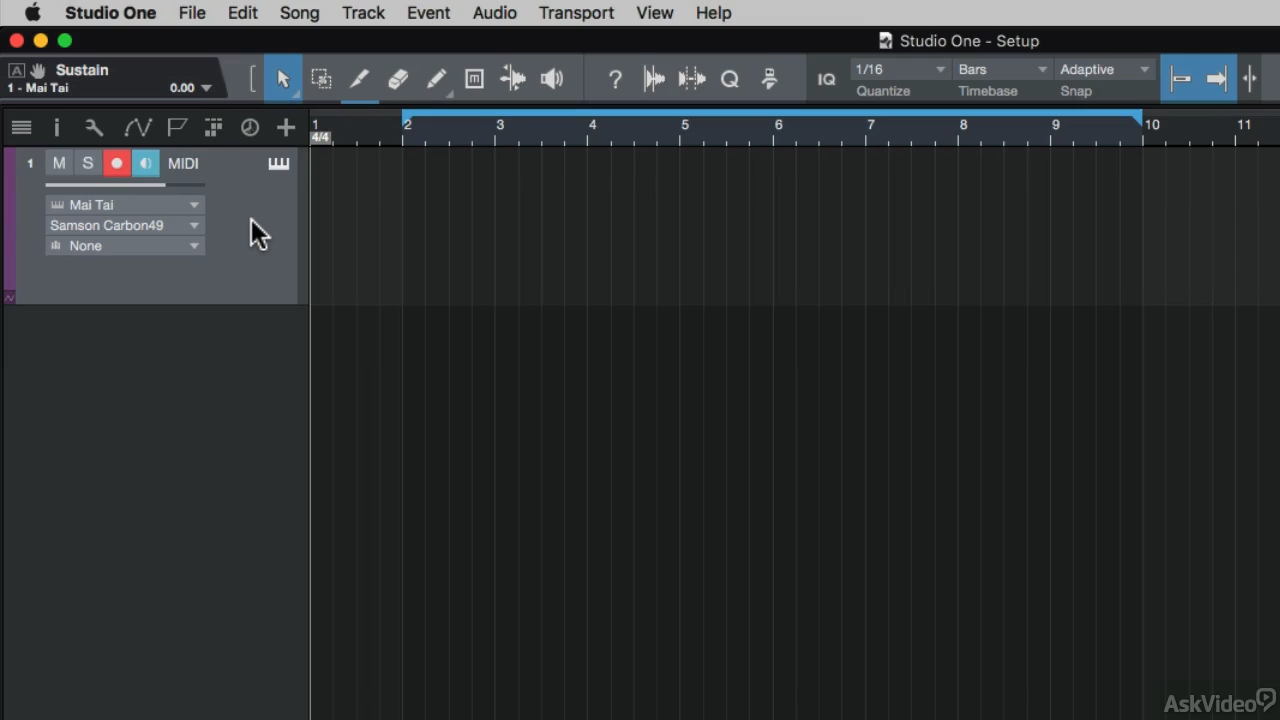 Studio One File Edit Song Track Event Audio Transport View Help
Studio One - Setup
A Sustain
1 - Mai Tai 0.00
IQ 1/16 Bars Adaptive
Quantize Timebase Snap
1 2 3 4 5 6 7 8 9 10 11
4/4
1 M S MIDI
Mai Tai
Samson Carbon49
None
AskVideo